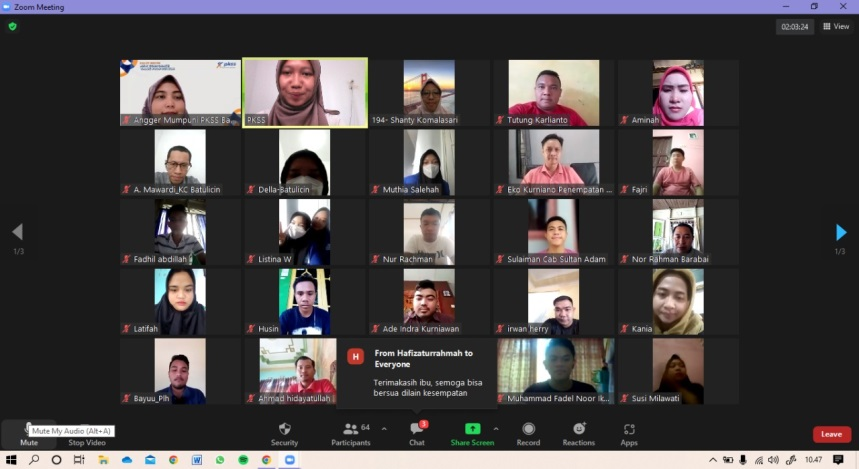 Zoom Meeting
02:03:24
View
pkss
Angger Mumpuni PKSS Ba...
PKSS
194- Shanty Komalasari
Tutung Karlianto
Aminah
A. Mawardi_KC Batulicin
Della-Batulicin
Muthia Salehah
Eko Kurniano Penempatan ...
Fajri
1/3
1/3
Fadhil abdillah
Listina W
Nur Rachman
Sulaiman Cab Sultan Adam
Nor Rahman Barabai
Latifah
Husin
Ade Indra Kurniawan
irwan herry
Kania
H
From Hafizaturrahmah to
Everyone
Terimakasih ibu, semoga bisa
bersua dilain kesempatan
Bayuu_Plh
Ahmad hidayatullah
Muhammad Fadel Noor Ik...
Susi Milawati
Mute My Audio (Alt+A)
64
3
Mute
Stop Video
Security
Participants
Chat
Share Screen
Record
Reactions
Apps
Leave
10.47